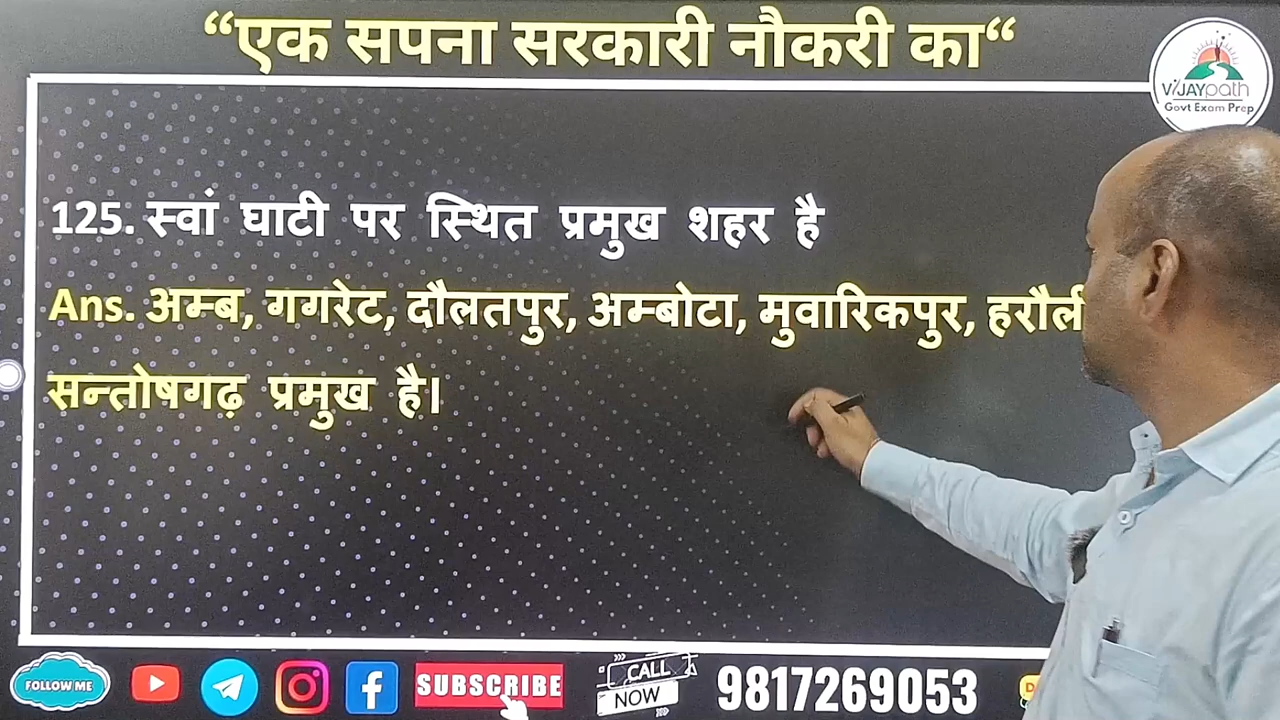 “एक सपना सरकारी नौकरी का“
VIJAYpath
Govt Exam Prep
125. स्वां घाटी पर स्थित प्रमुख शहर है
Ans. अम्ब, गगरेट, दौलतपुर, अम्बोटा, मुवारिकपुर,
सन्तोषगढ़ प्रमुख है।
FOLLOW ME
SUBSCRIBE
CALL
NOW
9817269053